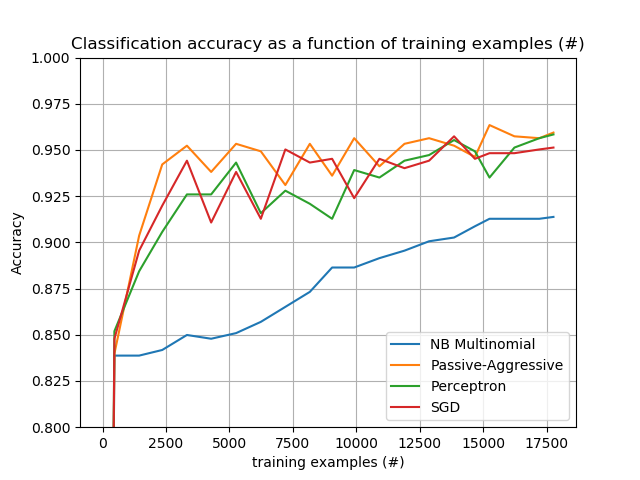 Classification accuracy as a function of training examples (#)
1.000
0.975
0.950
0.925
0.900
0.875
0.850
0.825
0.800
Accuracy
NB Multinomial
Passive-Aggressive
Perceptron
SGD
0 2500 5000 7500 10000 12500 15000 17500
training examples (#)